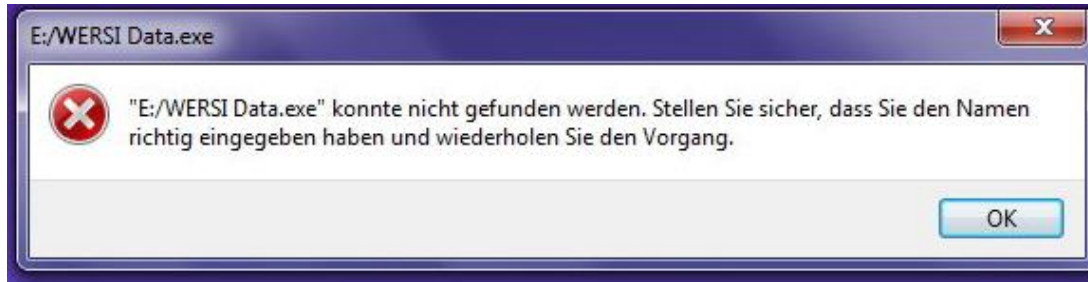 E:/WERSI Data.exe
"E:/WERSI Data.exe" konnte nicht gefunden werden. Stellen Sie sicher, dass Sie den Namen
richtig eingegeben haben und wiederholen Sie den Vorgang.
OK